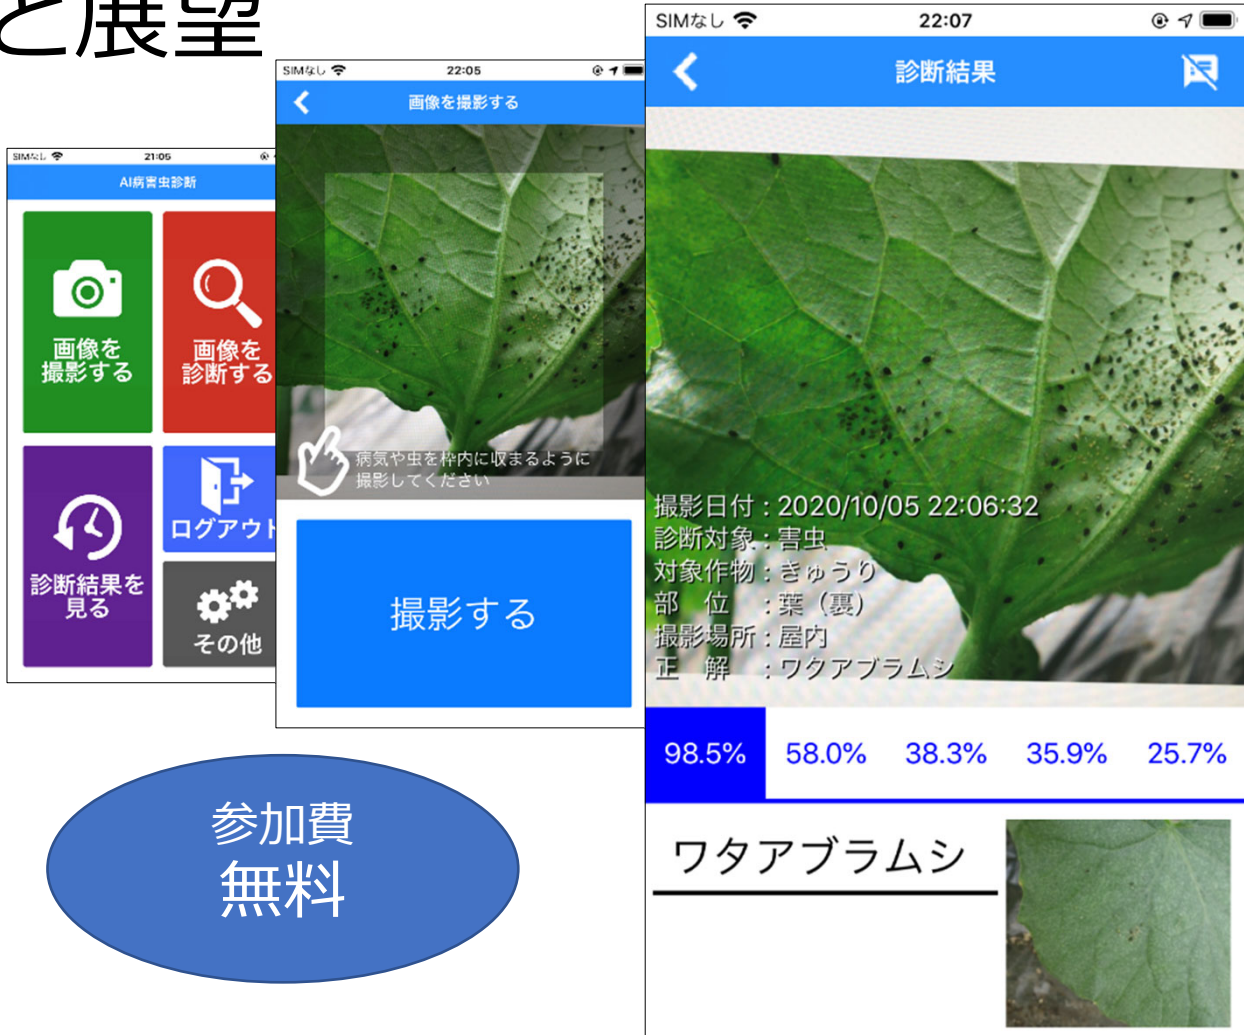 と展望
SIMなし
21:05
AI病害虫診断
画像を
撮影する
画像を
診断する
診断結果を
見る
ログアウト
その他
SIMなし
22:05
画像を撮影する
病気や虫を枠内に収まるように
撮影してください
撮影する
SIMなし
22:07
診断結果
撮影日付 : 2020/10/05 22:06:32
診断対象 : 害虫
対象作物 : きゅうり
部 位 : 葉（裏）
撮影場所 : 屋内
正 解 : ワタアブラムシ
98.5% 58.0% 38.3% 35.9% 25.7%
ワタアブラムシ
参加費
無料